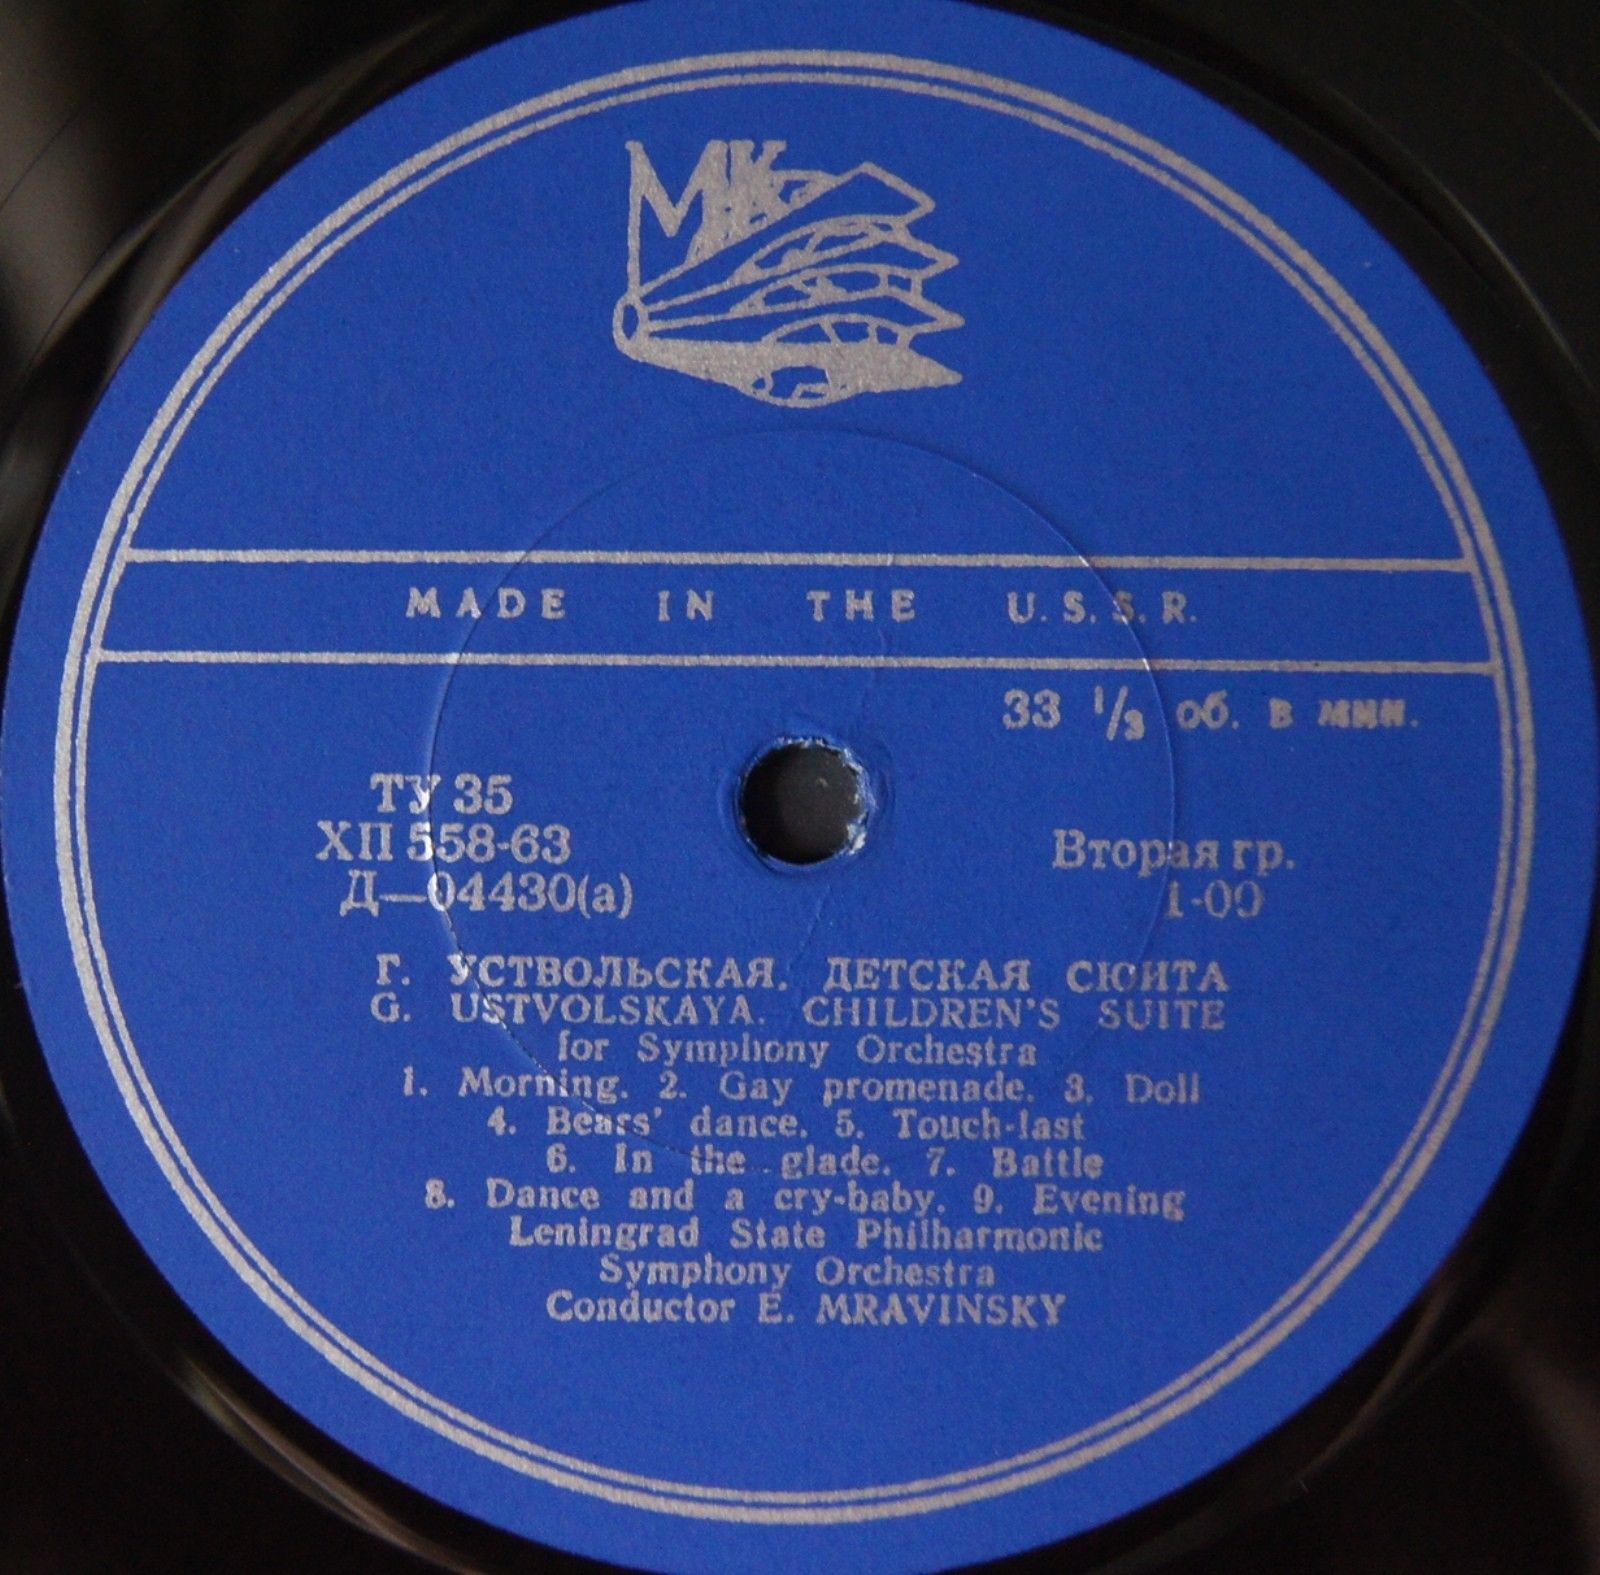 МК
MADE IN THE U.S.S.R.
33 1/3 об. в мин.
ТУ 35
ХП 558-63
Д—04430(а)
Вторая гр.
1-00
Г. УСТВОЛЬСКАЯ. ДЕТСКАЯ СЮИТА
G. USTVOLSKAYA. CHILDREN'S SUITE
for Symphony Orchestra
1. Morning. 2. Gay promenade. 3. Doll
4. Bears' dance. 5. Touch-last
6. In the glade. 7. Battle
8. Dance and a cry-baby. 9. Evening
Leningrad State Philharmonic
Symphony Orchestra
Conductor E. MRAVINSKY